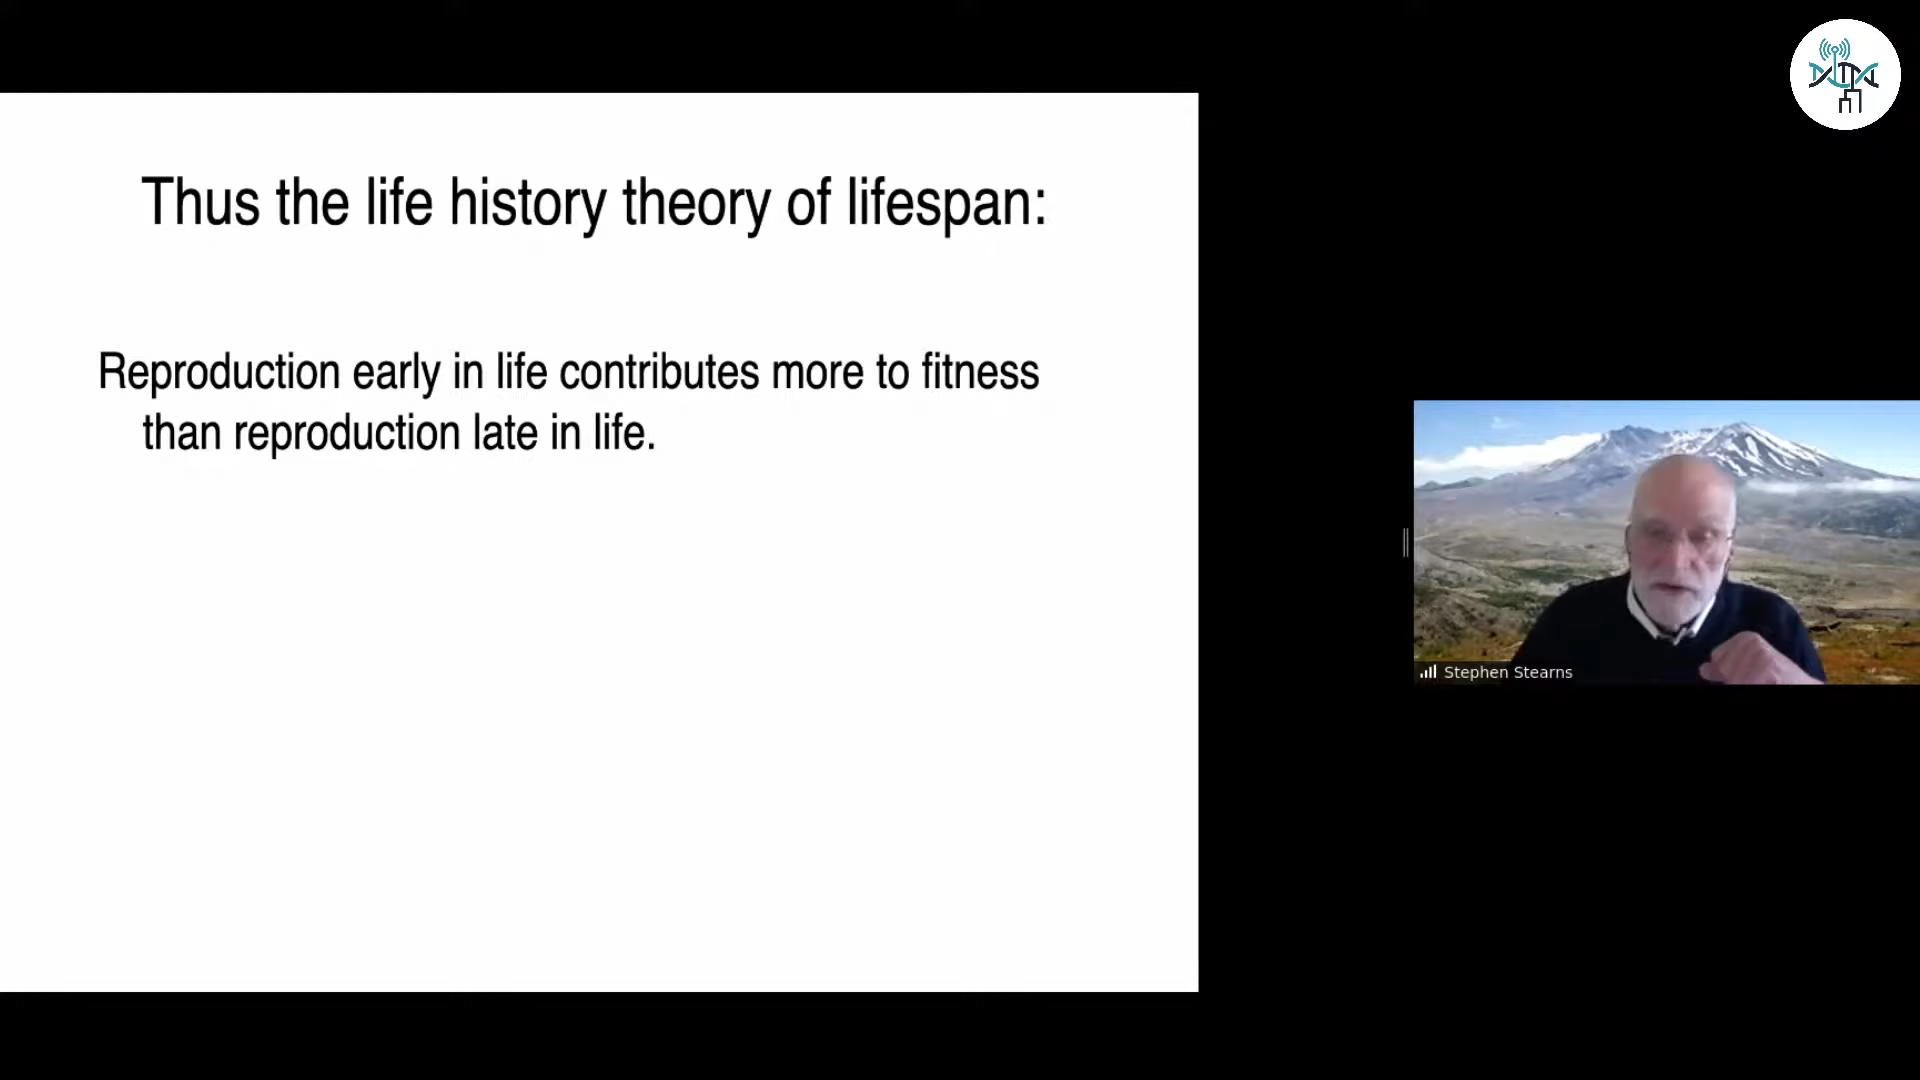 Thus the life history theory of lifespan:
Reproduction early in life contributes more to fitness
than reproduction late in life.
Stephen Stearns